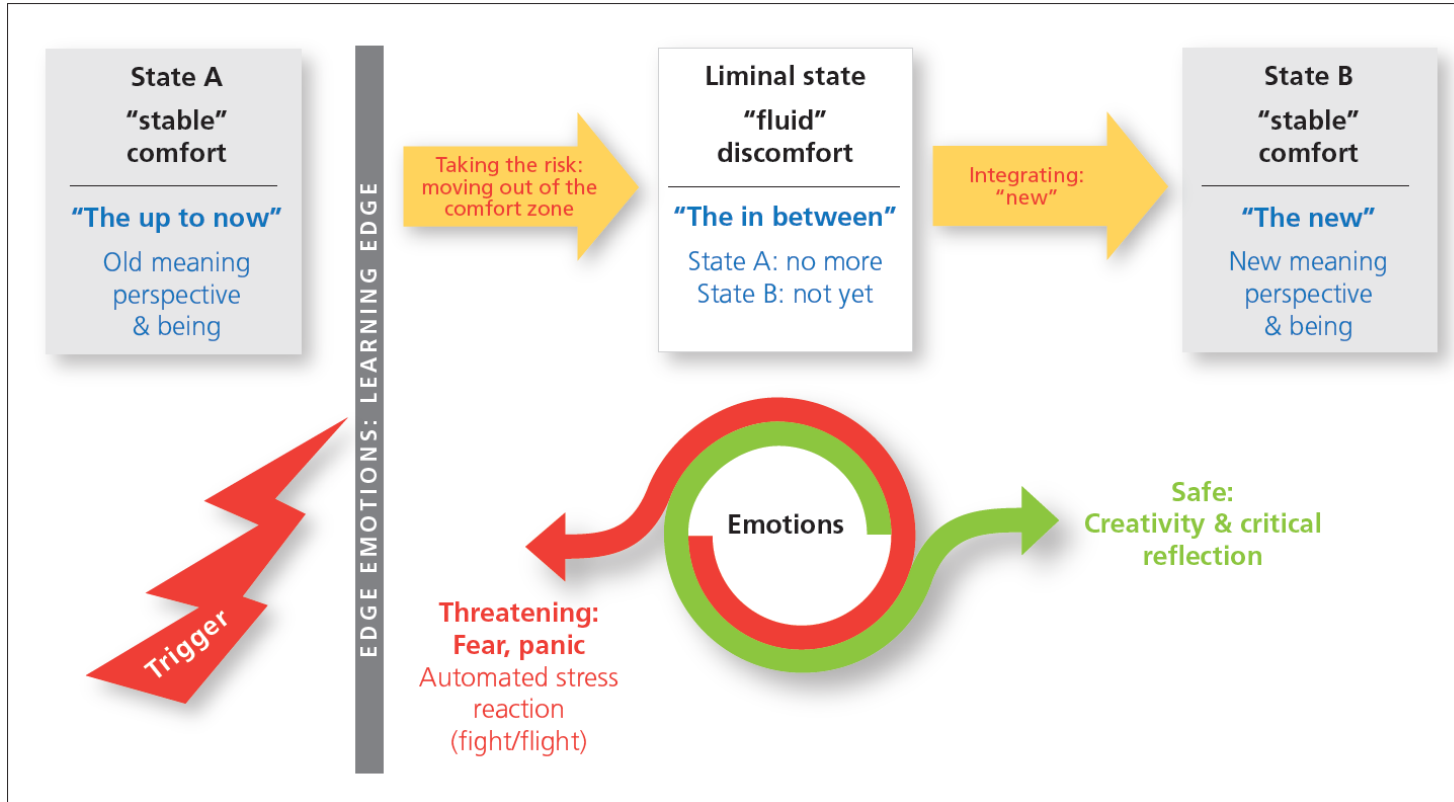 State A
“stable”
comfort
“The up to now”
Old meaning
perspective
& being
Trigger
EDGE EMOTIONS: LEARNING EDGE
Taking the risk:
moving out of the
comfort zone
Liminal state
“fluid”
discomfort
“The in between”
State A: no more
State B: not yet
Integrating:
“new”
State B
“stable”
comfort
“The new”
New meaning
perspective
& being
Emotions
Threatening:
Fear, panic
Automated stress
reaction
(fight/flight)
Safe:
Creativity & critical
reflection